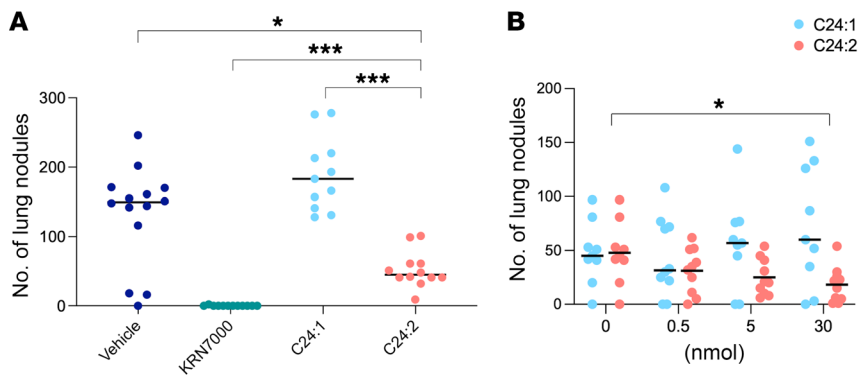 A
*
***
***
No. of lung nodules
300
200
100
0
Vehicle
KRN7000
C24:1
C24:2
B
C24:1
C24:2
*
No. of lung nodules
200
150
100
50
0
0
0.5
5
30
(nmol)